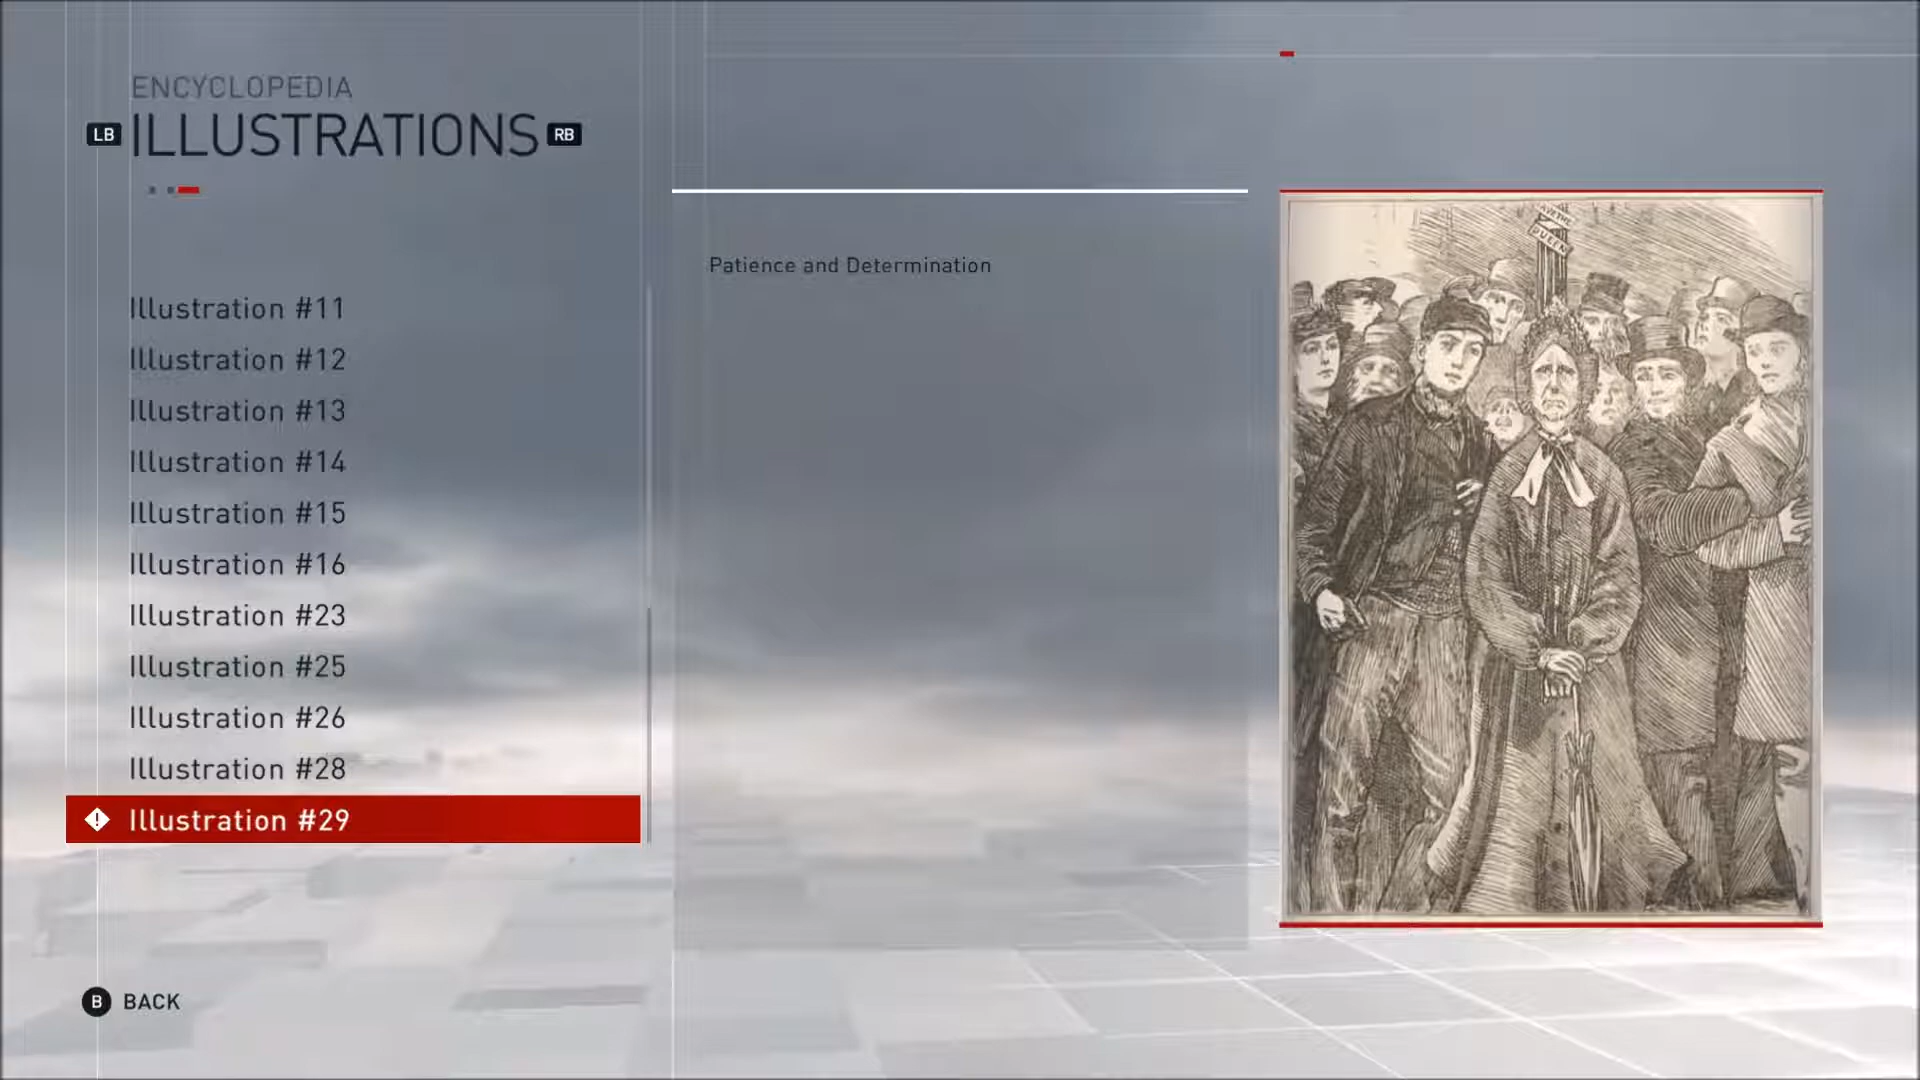 ENCYCLOPEDIA
LB ILLUSTRATIONS RB
Illustration #11
Illustration #12
Illustration #13
Illustration #14
Illustration #15
Illustration #16
Illustration #23
Illustration #25
Illustration #26
Illustration #28
Illustration #29
B BACK
Patience and Determination
QUEEN